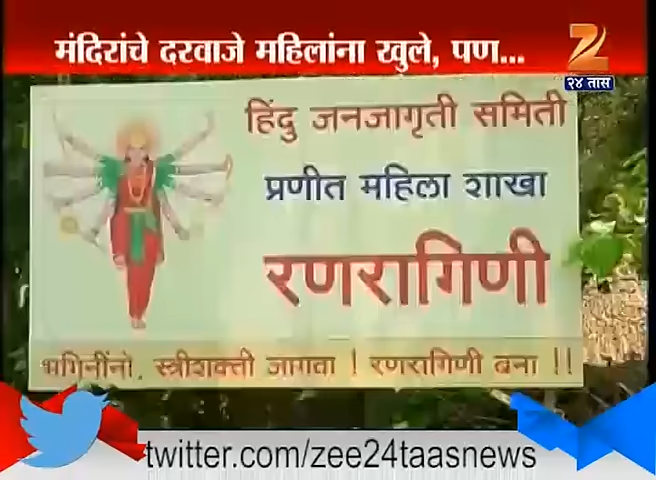 मंदिरांचे दरवाजे महिलांना खुले, पण...
Z
२४ तास
हिंदु जनजागृती समिती
प्रणीत महिला शाखा
रणरागिणी
भगिनींनो, स्त्रीशक्ती जागवा ! रणरागिणी बना !!
twitter.com/zee24taasnews